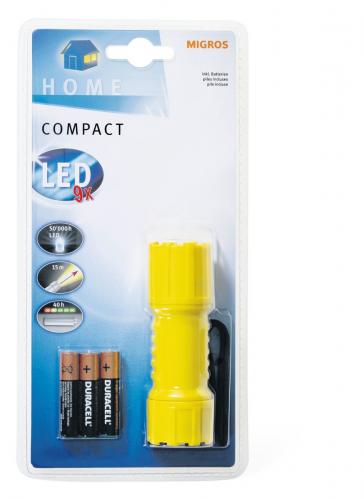 MIGROS
Inkl. Batterien
piles incluses
pile incluse
HOME
COMPACT
LED
9x
50'000h
LED
15m
40h
+ + +
DURACELL
DURACELL